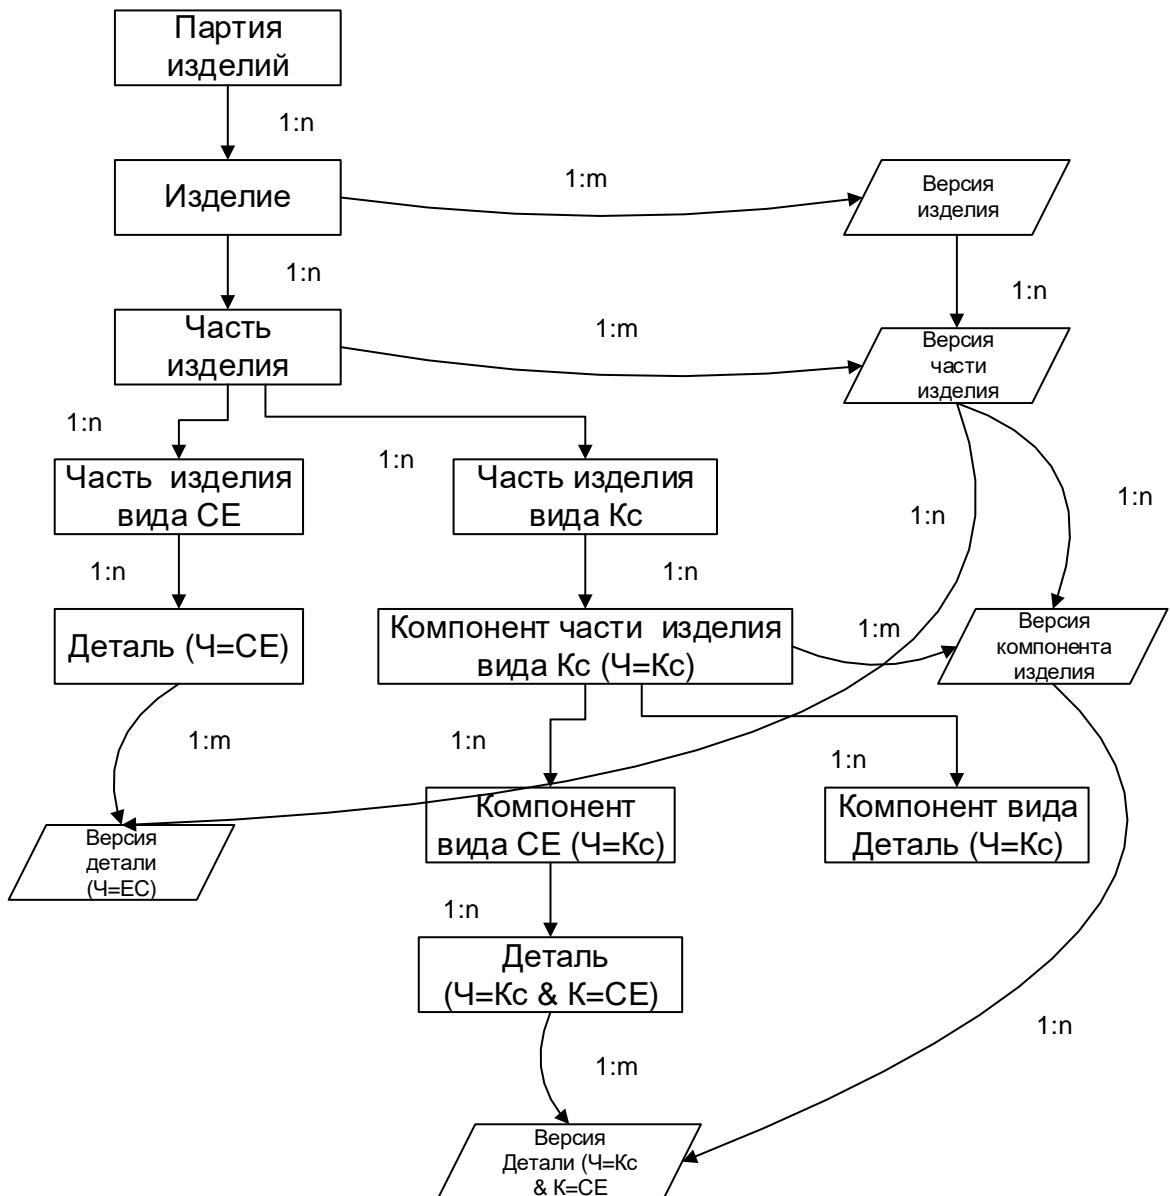 Партия
изделий
1:n
Изделие
1:m
Версия
изделия
1:n
1:n
Часть
изделия
1:m
Версия
части
изделия
1:n
1:n
Часть изделия
вида СЕ
Часть изделия
вида Кс
1:n
1:n
1:n
1:n
Деталь (Ч=СЕ)
Компонент части изделия
вида Кс (Ч=Кс)
1:m
Версия
компонента
изделия
1:m
1:n
1:n
Компонент
вида СЕ (Ч=Кс)
Компонент вида
Деталь (Ч=Кс)
Версия
детали
(Ч=ЕС)
1:n
Деталь
(Ч=Кс & К=СЕ)
1:n
1:m
Версия
Детали (Ч=Кс
& К=СЕ